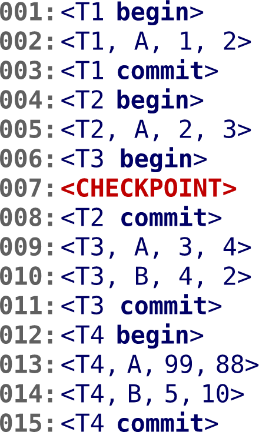 001:<T1 begin>
002:<T1, A, 1, 2>
003:<T1 commit>
004:<T2 begin>
005:<T2, A, 2, 3>
006:<T3 begin>
007:<CHECKPOINT>
008:<T2 commit>
009:<T3, A, 3, 4>
010:<T3, B, 4, 2>
011:<T3 commit>
012:<T4 begin>
013:<T4, A, 99, 88>
014:<T4, B, 5, 10>
015:<T4 commit>